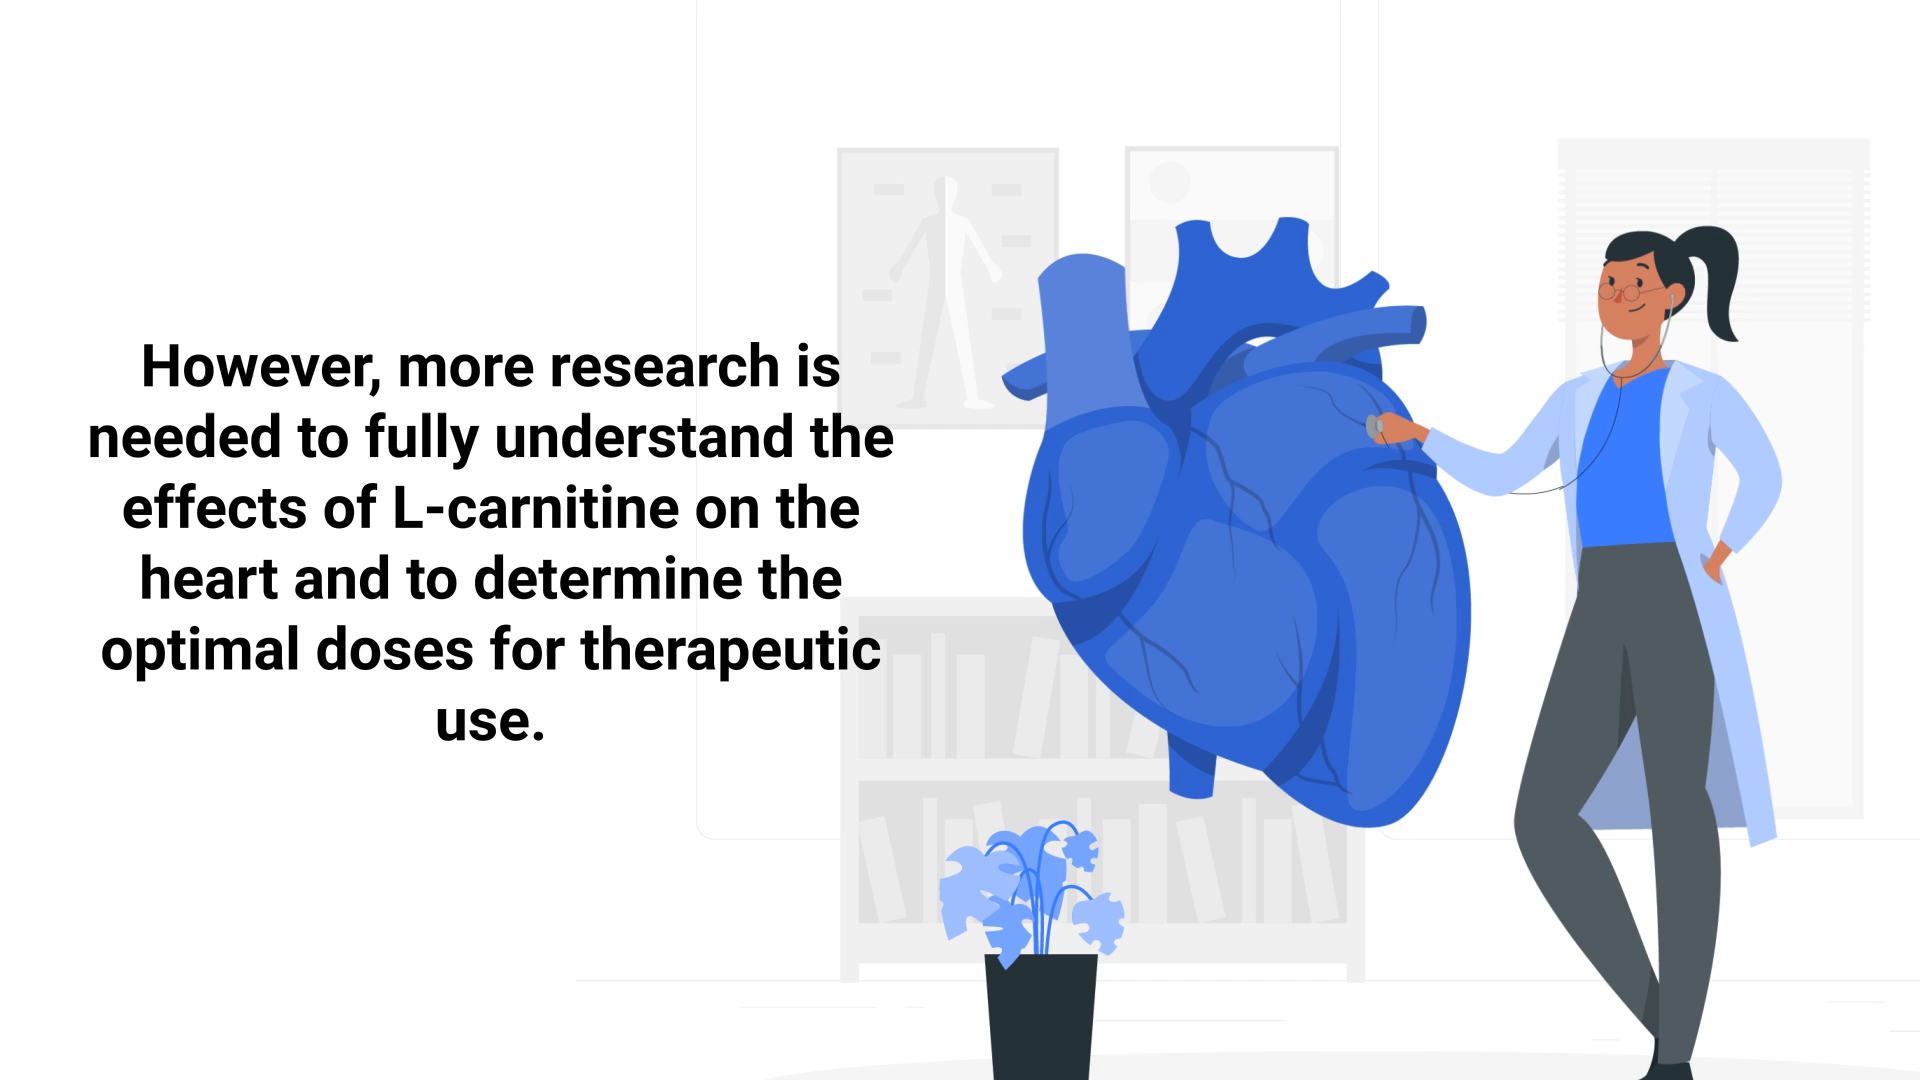 However, more research is
needed to fully understand the
effects of L-carnitine on the
heart and to determine the
optimal doses for therapeutic
use.